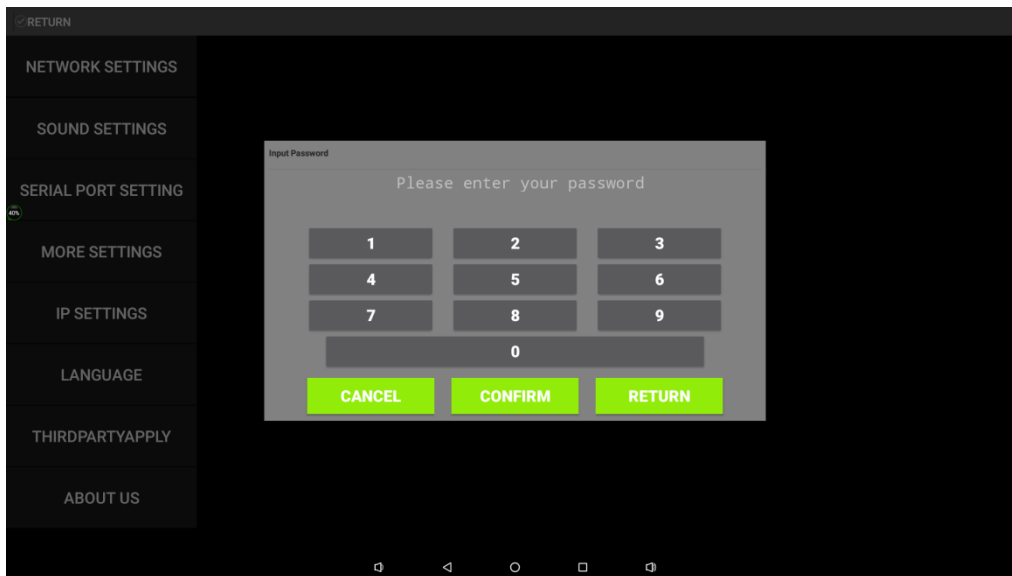 RETURN
NETWORK SETTINGS
SOUND SETTINGS
SERIAL PORT SETTING
40%
MORE SETTINGS
IP SETTINGS
LANGUAGE
THIRDPARTYAPPLY
ABOUT US
Input Password
Please enter your password
1 2 3
4 5 6
7 8 9
0
CANCEL CONFIRM RETURN